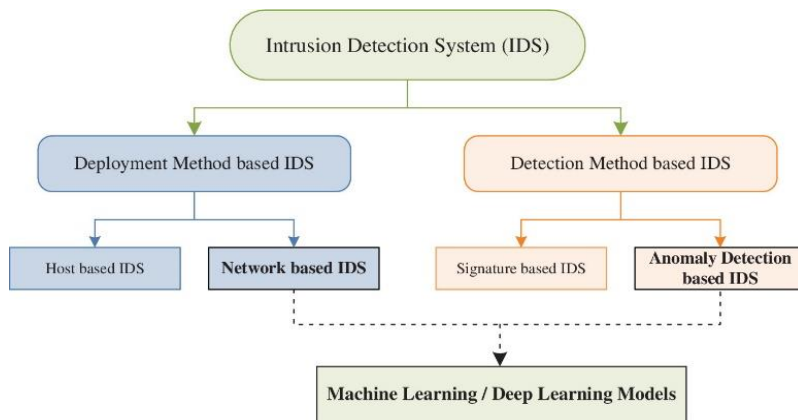 Intrusion Detection System (IDS)
Deployment Method based IDS
Detection Method based IDS
Host based IDS
Network based IDS
Signature based IDS
Anomaly Detection
based IDS
Machine Learning / Deep Learning Models